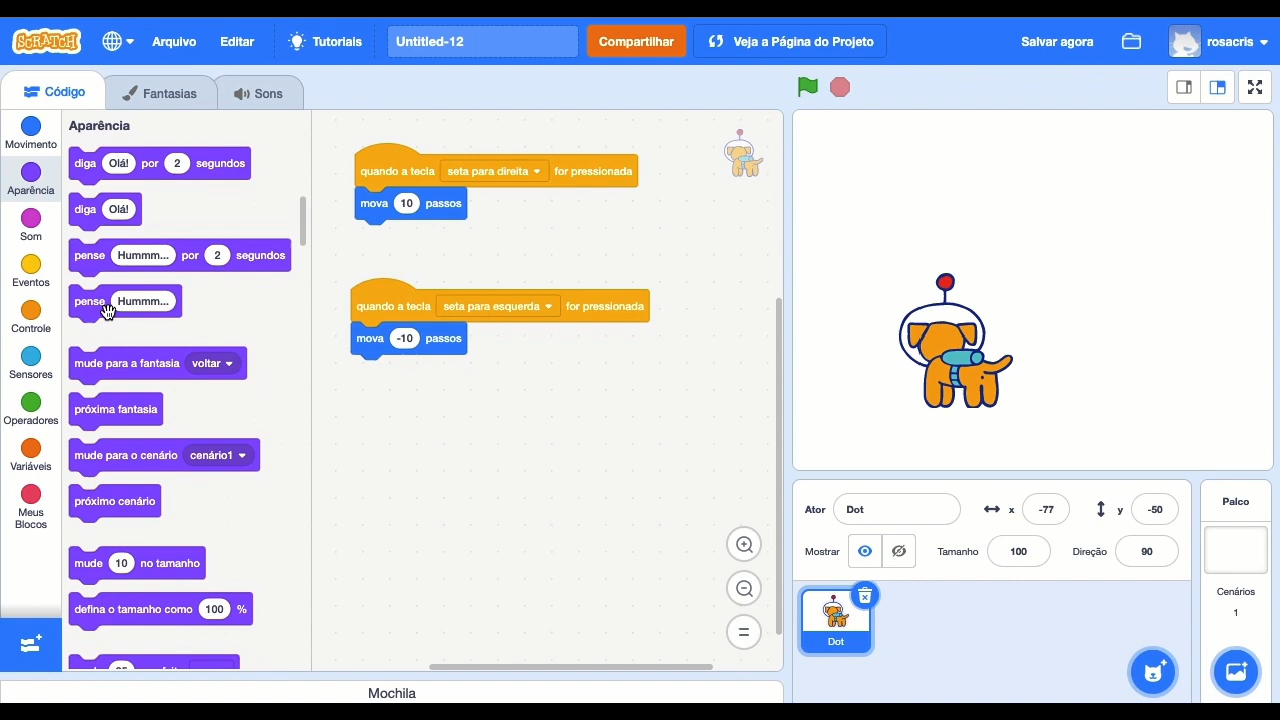 SCRATCH Arquivo Editar Tutoriais Untitled-12 Compartilhar Veja a Página do Projeto Salvar agora rosacris
Código Fantasias Sons
Movimento
Aparência
Som
Eventos
Controle
Sensores
Operadores
Variáveis
Meus
Blocos
Aparência
diga Olá! por 2 segundos
diga Olá!
pense Hummm... por 2 segundos
pense Hummm...
mude para a fantasia voltar
próxima fantasia
mude para o cenário cenário1
próximo cenário
mude 10 no tamanho
defina o tamanho como 100 %
quando a tecla seta para direita for pressionada
mova 10 passos
quando a tecla seta para esquerda for pressionada
mova -10 passos
Ator Dot x -77 y -50
Mostrar Tamanho 100 Direção 90
Dot
Palco
Cenários
1
Mochila